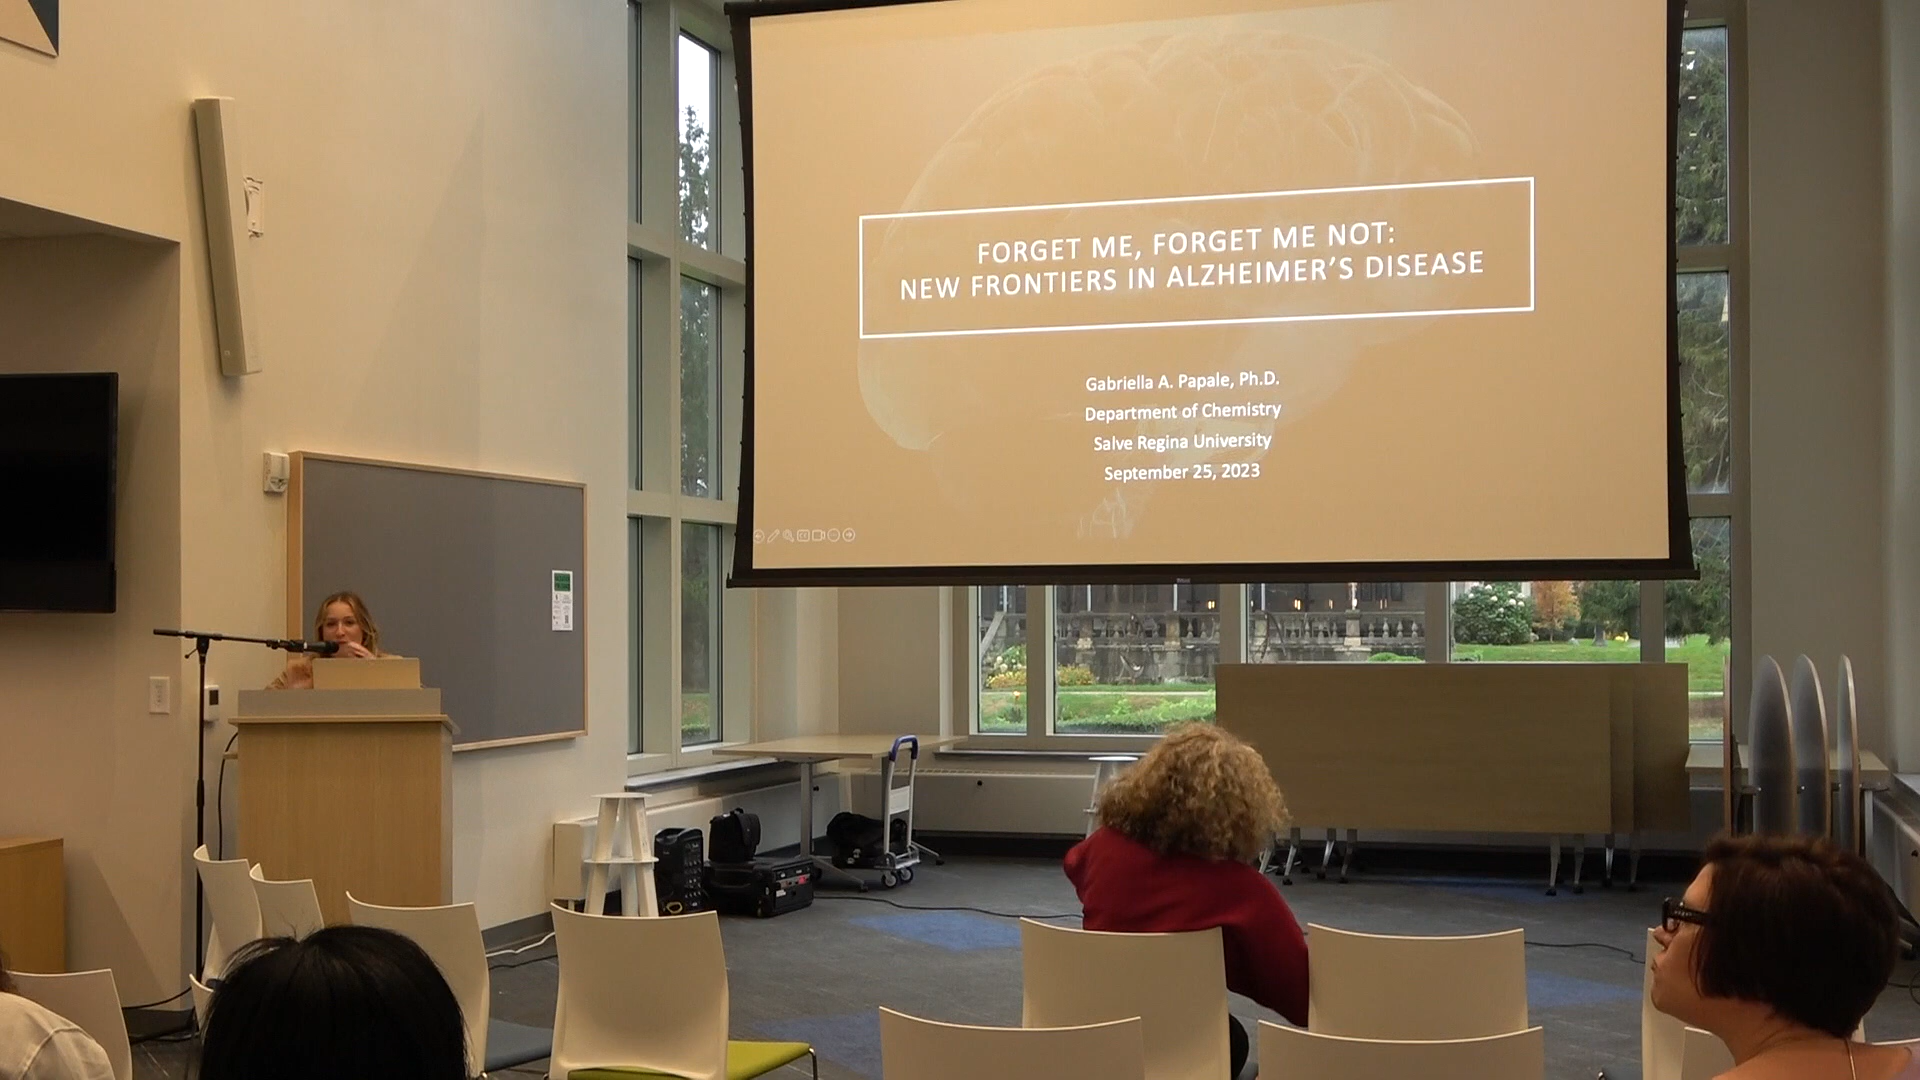 FORGET ME, FORGET ME NOT:
NEW FRONTIERS IN ALZHEIMER'S DISEASE
Gabriella A. Papale, Ph.D.
Department of Chemistry
Salve Regina University
September 25, 2023